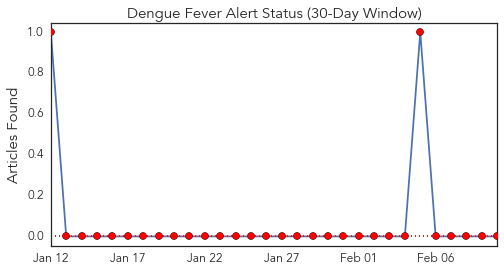 Dengue Fever Alert Status (30-Day Window)
Articles Found
1.0
0.8
0.6
0.4
0.2
0.0
Jan 12 Jan 17 Jan 22 Jan 27 Feb 01 Feb 06